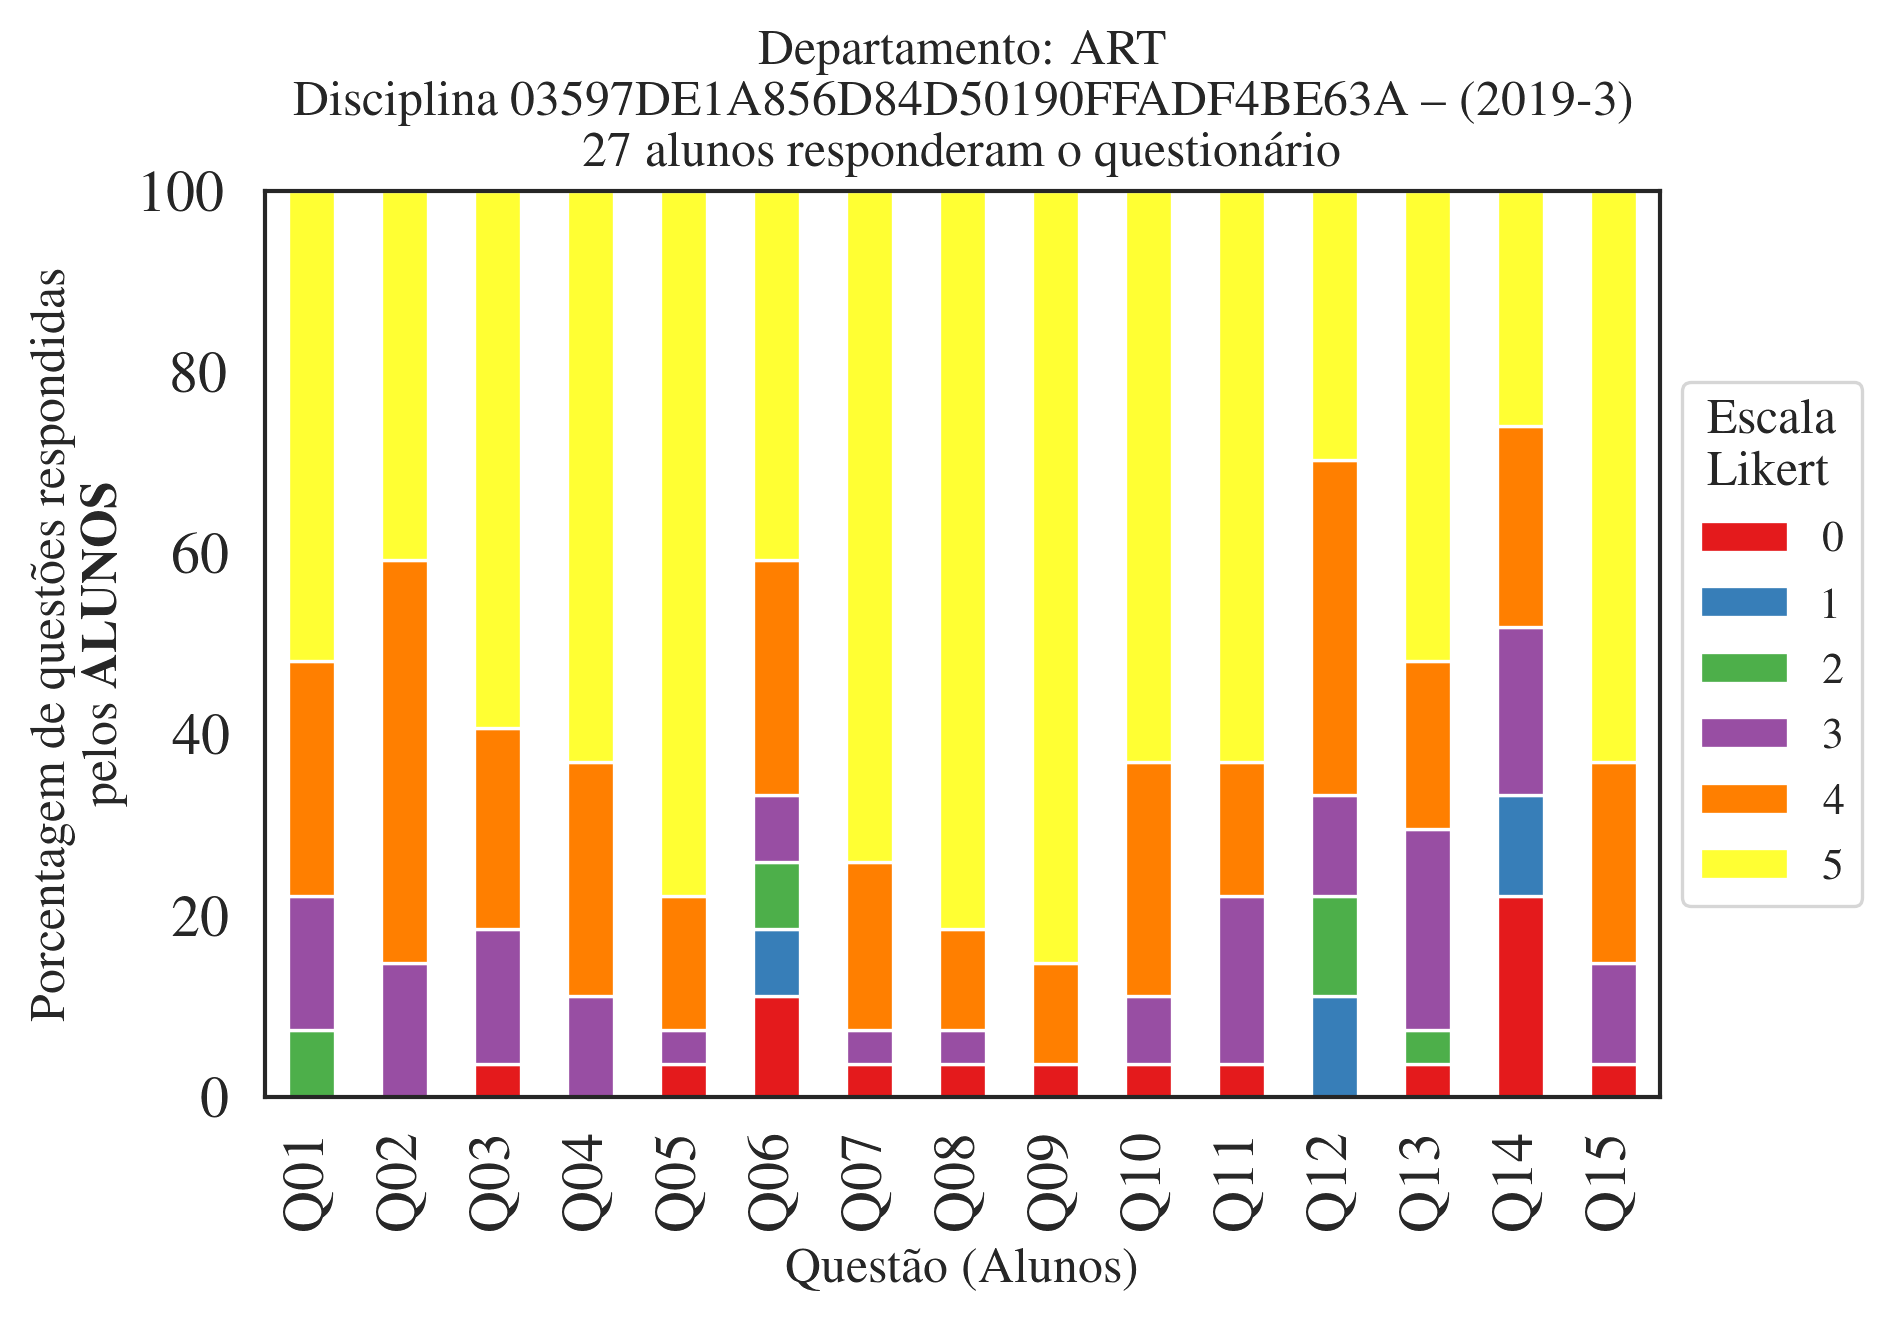 Departamento: ART
Disciplina 03597DE1A856D84D50190FFADF4BE63A – (2019-3)
27 alunos responderam o questionário
Porcentagem de questões respondidas
pelos ALUNOS
100
80
60
40
20
0
Q01
Q02
Q03
Q04
Q05
Q06
Q07
Q08
Q09
Q10
Q11
Q12
Q13
Q14
Q15
Questão (Alunos)
Escala
Likert
0
1
2
3
4
5